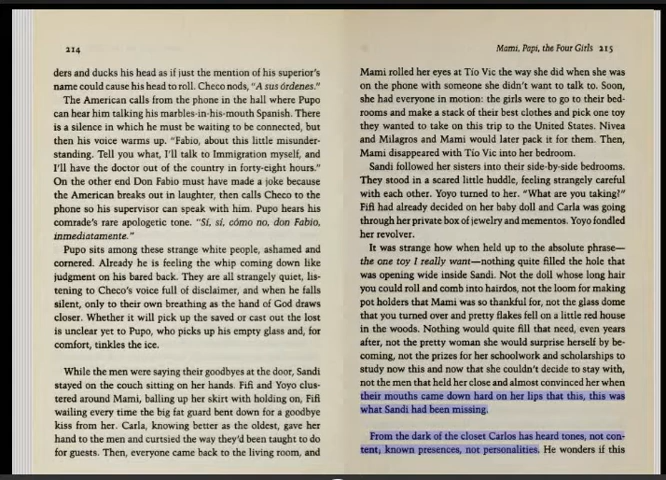 214
ders and ducks his head as if just the mention of his superior's
name could cause his head to roll. Checo nods, "A sus órdenes."
The American calls from the phone in the hall where Pupo
can hear him talking his marbles-in-his-mouth Spanish. There
is a silence in which he must be waiting to be connected, but
then his voice warms up. "Fabio, about this little misunder-
standing. Tell you what, I'll talk to Immigration myself, and
I'll have the doctor out of the country in forty-eight hours."
On the other end Don Fabio must have made a joke because
the American breaks out in laughter, then calls Checo to the
phone so his supervisor can speak with him. Pupo hears his
comrade's rare apologetic tone. "Sí, sí, cómo no, don Fabio,
inmediatamente."
Pupo sits among these strange white people, ashamed and
cornered. Already he is feeling the whip coming down like
judgment on his bared back. They are all strangely quiet, lis-
tening to Checo's voice full of disclaimer, and when he falls
silent, only to their own breathing as the hand of God draws
closer. Whether it will pick up the saved or cast out the lost
is unclear yet to Pupo, who picks up his empty glass and, for
comfort, tinkles the ice.
While the men were saying their goodbyes at the door, Sandi
stayed on the couch sitting on her hands. Fifi and Yoyo clus-
tered around Mami, balling up her skirt with holding on, Fifi
wailing every time the big fat guard bent down for a goodbye
kiss from her. Carla, knowing better as the oldest, gave her
hand to the men and curtsied the way they'd been taught to do
for guests. Then, everyone came back to the living room, and
Mami, Papi, the Four Girls 215
Mami rolled her eyes at Tío Vic the way she did when she was
on the phone with someone she didn't want to talk to. Soon,
she had everyone in motion: the girls were to go to their bed-
rooms and make a stack of their best clothes and pick one toy
they wanted to take on this trip to the United States. Nivea
and Milagros and Mami would later pack it for them. Then,
Mami disappeared with Tío Vic into her bedroom.
Sandi followed her sisters into their side-by-side bedrooms.
They stood in a scared little huddle, feeling strangely careful
with each other. Yoyo turned to her. "What are you taking?"
Fifi had already decided on her baby doll and Carla was going
through her private box of jewelry and mementos. Yoyo fondled
her revolver.
It was strange how when held up to the absolute phrase—
the one toy I really want—nothing quite filled the hole that
was opening wide inside Sandi. Not the doll whose long hair
you could roll and comb into hairdos, not the loom for making
pot holders that Mami was so thankful for, not the glass dome
that you turned over and pretty flakes fell on a little red house
in the woods. Nothing would quite fill that need, even years
after, not the pretty woman she would surprise herself by be-
coming, not the prizes for her schoolwork and scholarships to
study now this and now that she couldn't decide to stay with,
not the men that held her close and almost convinced her when
their mouths came down hard on her lips that this, this was
what Sandi had been missing.
From the dark of the closet Carlos has heard tones, not con-
tent; known presences, not personalities. He wonders if this